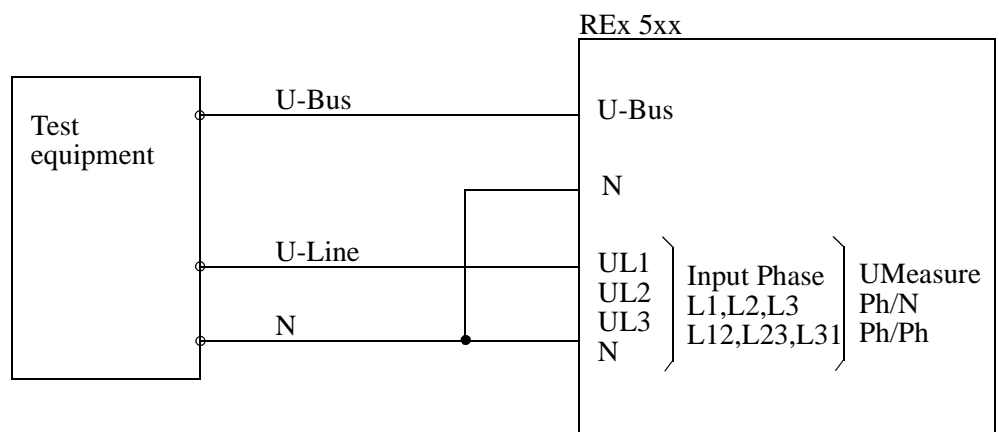 REx 5xx
Test
equipment
U-Bus
U-Bus
N
U-Line
N
UL1
UL2
UL3
N
Input Phase
L1,L2,L3
L12,L23,L31
UMeasure
Ph/N
Ph/Ph